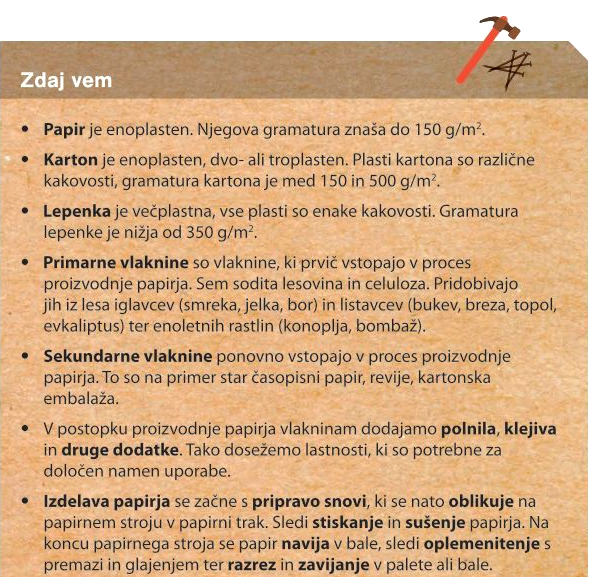 Zdaj vem
• Papir je enoplasten. Njegova gramatura znaša do 150 g/m².
• Karton je enoplasten, dvo- ali troplasten. Plasti kartona so različne
kakovosti, gramatura kartona je med 150 in 500 g/m².
• Lepenka je večplastna, vse plasti so enake kakovosti. Gramatura
lepenke je nižja od 350 g/m².
• Primarne vlaknine so vlaknine, ki prvič vstopajo v proces
proizvodnje papirja. Sem sodita lesovina in celuloza. Pridobivajo
jih iz lesa iglavcev (smreka, jelka, bor) in listavcev (bukev, breza, topol,
evkaliptus) ter enoletnih rastlin (konoplja, bombaž).
• Sekundarne vlaknine ponovno vstopajo v proces proizvodnje
papirja. To so na primer star časopisni papir, revije, kartonska
embalaža.
• V postopku proizvodnje papirja vlakninam dodajamo polnila, klejiva
in druge dodatke. Tako dosežemo lastnosti, ki so potrebne za
določen namen uporabe.
• Izdelava papirja se začne s pripravo snovi, ki se nato oblikuje na
papirnem stroju v papirni trak. Sledi stiskanje in sušenje papirja. Na
koncu papirnega stroja se papir navija v bale, sledi oplemenitenje s
premazi in glajenjem ter razrez in zavijanje v palete ali bale.